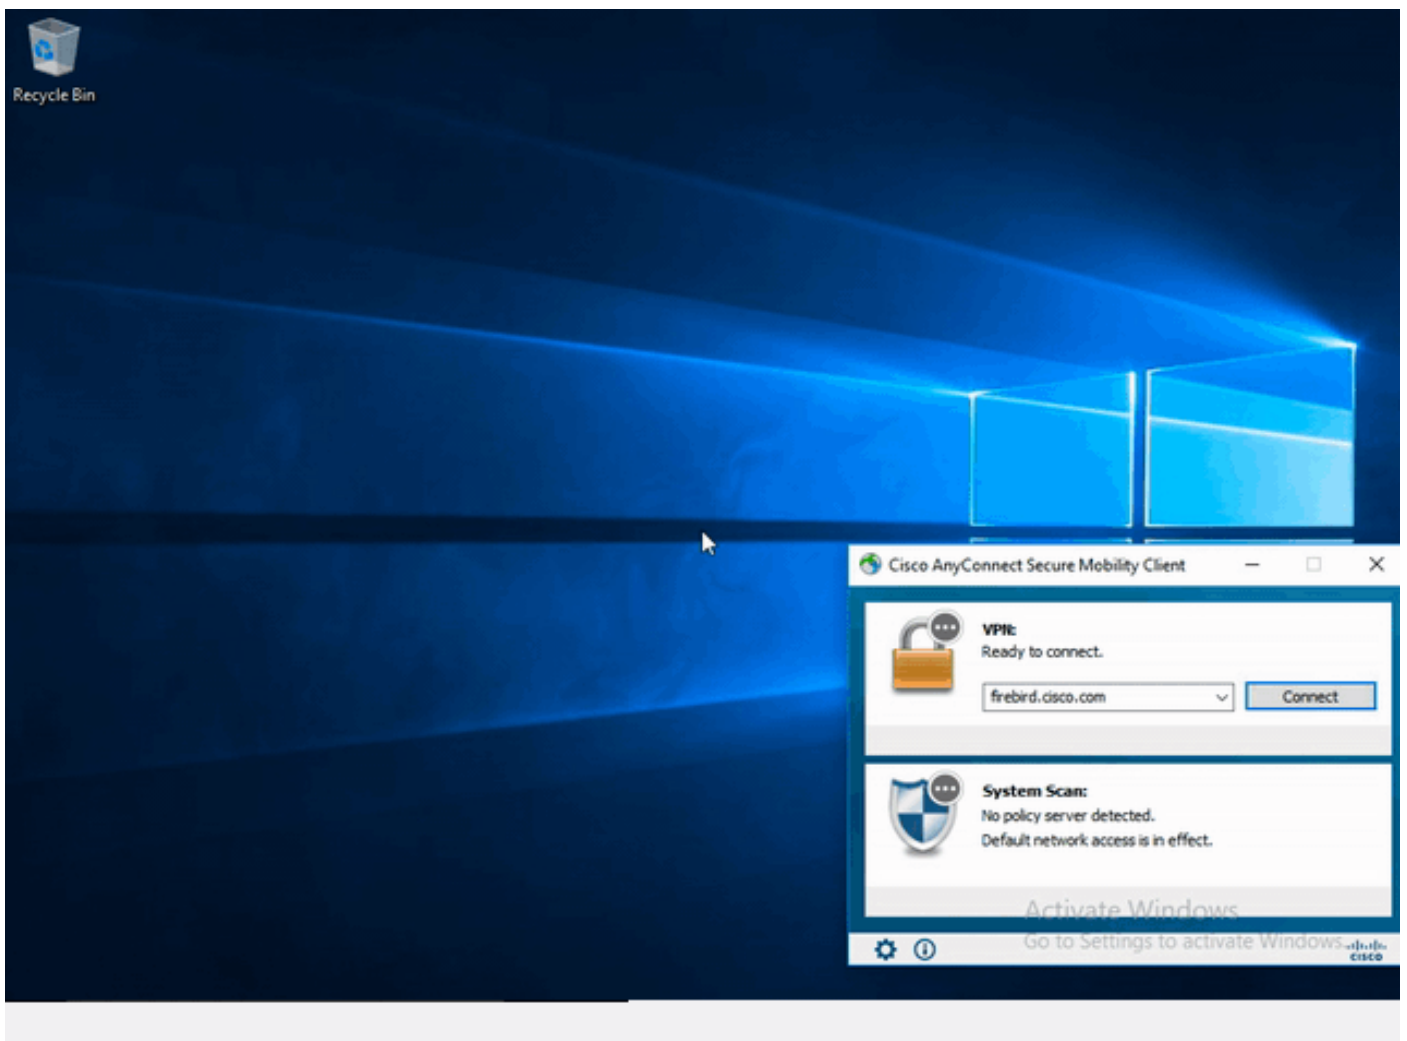 Recycle Bin
Cisco AnyConnect Secure Mobility Client
VPN:
Ready to connect.
firebird.cisco.com
Connect
System Scan:
No policy server detected.
Default network access is in effect.
Activate Windows
Go to Settings to activate Windows.
CISCO